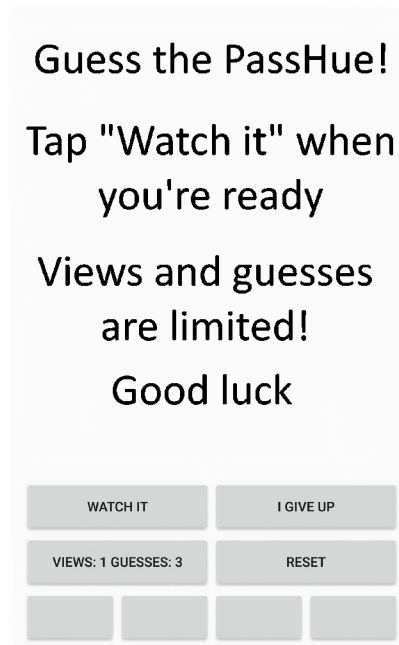 Guess the PassHue!
Tap "Watch it" when
you're ready
Views and guesses
are limited!
Good luck
WATCH IT
I GIVE UP
VIEWS: 1 GUESSES: 3
RESET